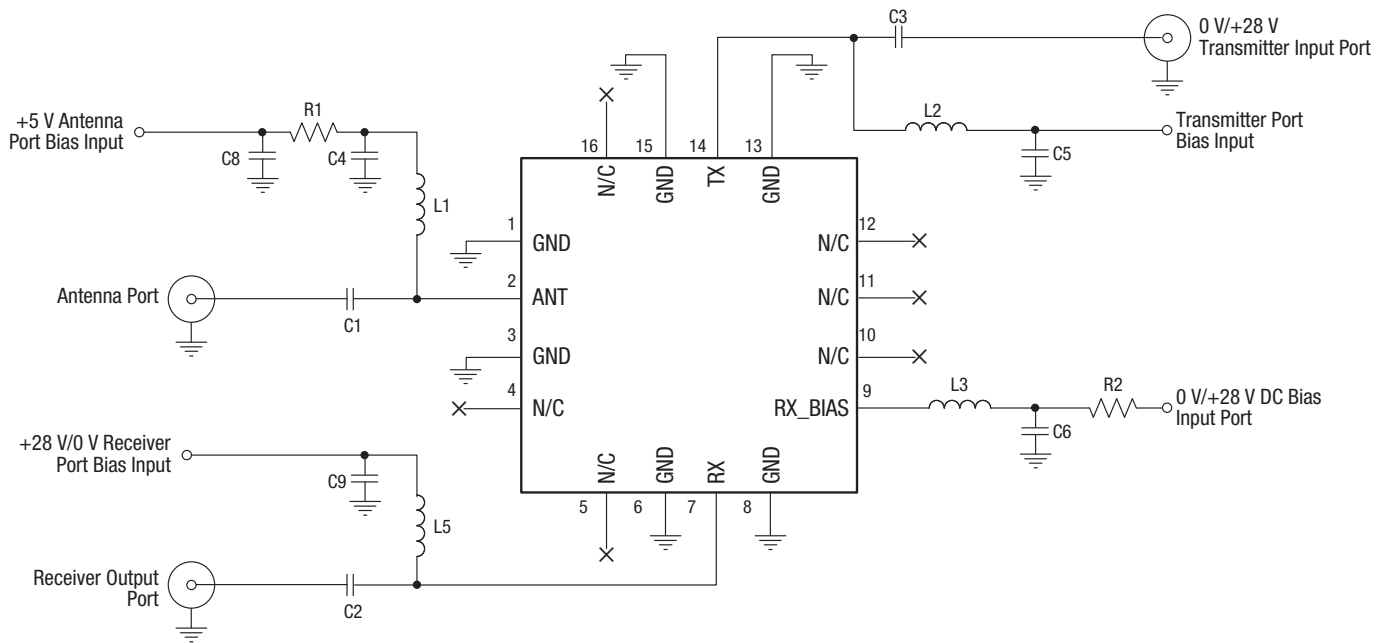 C3
0 V/+28 V
Transmitter Input Port
+5 V Antenna
Port Bias Input
R1
C8
C4
L1
L2
Transmitter Port
Bias Input
C5
16
15
14
13
N/C
GND
TX
GND
1
GND
12
N/C
2
ANT
11
N/C
Antenna Port
C1
3
GND
10
N/C
4
N/C
9
RX_BIAS
L3
R2
0 V/+28 V DC Bias
Input Port
C6
+28 V/0 V Receiver
Port Bias Input
C9
L5
N/C
GND
RX
GND
5
6
7
8
Receiver Output
Port
C2